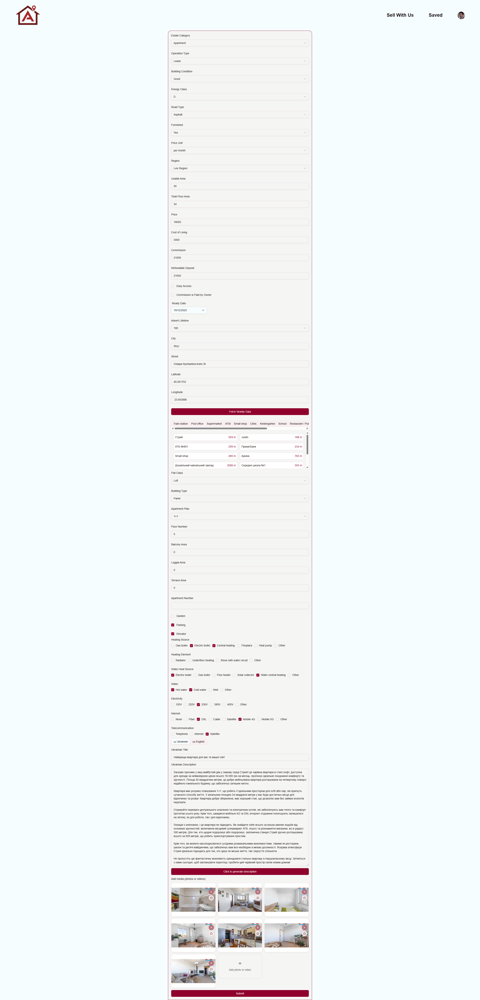 Sell With Us
Saved
Estate Category
Apartment
Operation Type
Lease
Building Condition
Good
Energy Class
D
Road Type
Asphalt
Furnished
Yes
Price Unit
per month
Region
Lviv Region
Usable Area
30
Total Floor Area
34
Price
18000
Cost of Living
3000
Commission
21000
Refundable Deposit
21000
Easy Access
Commission is Paid by Owner
Ready Date
19/12/2025
Advert Lifetime
180
City
Stryi
Street
Ostapa Nyzhankivs'koho St
Latitude
49.261752
Longitude
23.853886
Fetch Vicinity Data
Train station Post office Supermarket ATM Small shop Clinic Kindergarten School Restaurant / Pub
Стрий 929 m Justin 188 m
АТБ №901 209 m ПриватБанк 234 m
Small shop 285 m Арніка 765 m
Дошкільний навчальний заклад 3288 m Середня школа №1 355 m
Flat Class
Loft
Building Type
Panel
Apartment Plan
1+1
Floor Number
0
Balcony Area
0
Loggia Area
0
Terrace Area
0
Apartment Number
Garden
Parking
Elevator
Heating Source
Gas boiler Electric boiler Central heating Fireplace Heat pump Other
Heating Element
Radiator Underfloor heating Stove with water circuit Other
Water Heat Source
Electric boiler Gas boiler Flow heater Solar collector Water central heating Other
Water
Hot water Cold water Well Other
Electricity
120V 220V 230V 380V 400V Other
Internet
None Fiber DSL Cable Satellite Mobile 4G Mobile 5G Other
Telecommunication
Telephone Internet Satellite
UA Ukrainian GB English
Ukrainian Title
Найкраща квартира для вас та вашої сім'ї
Ukrainian Description
Ласкаво просимо у ваш майбутній дім у самому серці Стрия! Ця чарівна квартира в стилі лофт, доступна
для оренди за неймовірною ціною всього 18 000 грн на місяць, пропонує ідеальне поєднання комфорту та
зручності. Площа 30 квадратних метрів, ця добре мебльована квартира розташована на четвертому поверсі
надійного панельного будинку, що забезпечує затишне житло.
Квартира має розумну планування 1+1, що робить її ідеальним простором для осіб або пар, які прагнуть
сучасного способу життя. З загальною площею 34 квадратні метри у вас буде достатньо місця для
відпочинку та розваг. Квартира добре збережена, має хороший стан, що дозволяє вам без зайвих клопотів
переїхати.
Отримуйте переваги центрального опалення та електричних котлів, які забезпечують вам тепло та комфорт
протягом усього року. Крім того, швидкісні мобільні 4G та DSL інтернет-з'єднання полегшують залишатися
на зв'язку, як для роботи, так і для відпочинку.
Локація є ключовою, і ця квартира не підводить. Ви знайдете себе всього за кілька хвилин ходьби від
основних зручностей, включаючи місцевий супермаркет АТБ, пошту та різноманітні магазини, всі в радіусі
300 метрів. Для тих, хто щодня подорожує або подорожує, залізнична станція Стрий зручно розташована
всього за 929 метрів, що робить транспортування простим.
Крім того, ви можете насолоджуватися сусідніми розважальними можливостями, такими як ресторани,
школи та дитячі майданчики, що забезпечує вам все необхідне в межах досяжності. Яскрава атмосфера
Стрия ідеально підходить для тих, хто цінує як міське життя, так і відчуття спільноти.
Не пропустіть цю фантастичну можливість орендувати стильну квартиру в першокласному місці. Зв'яжіться
з нами сьогодні, щоб запланувати перегляд і зробити цей чарівний простір своїм новим домом!
Click to generate description
Add media (photos or videos)
Add photo or video
Submit